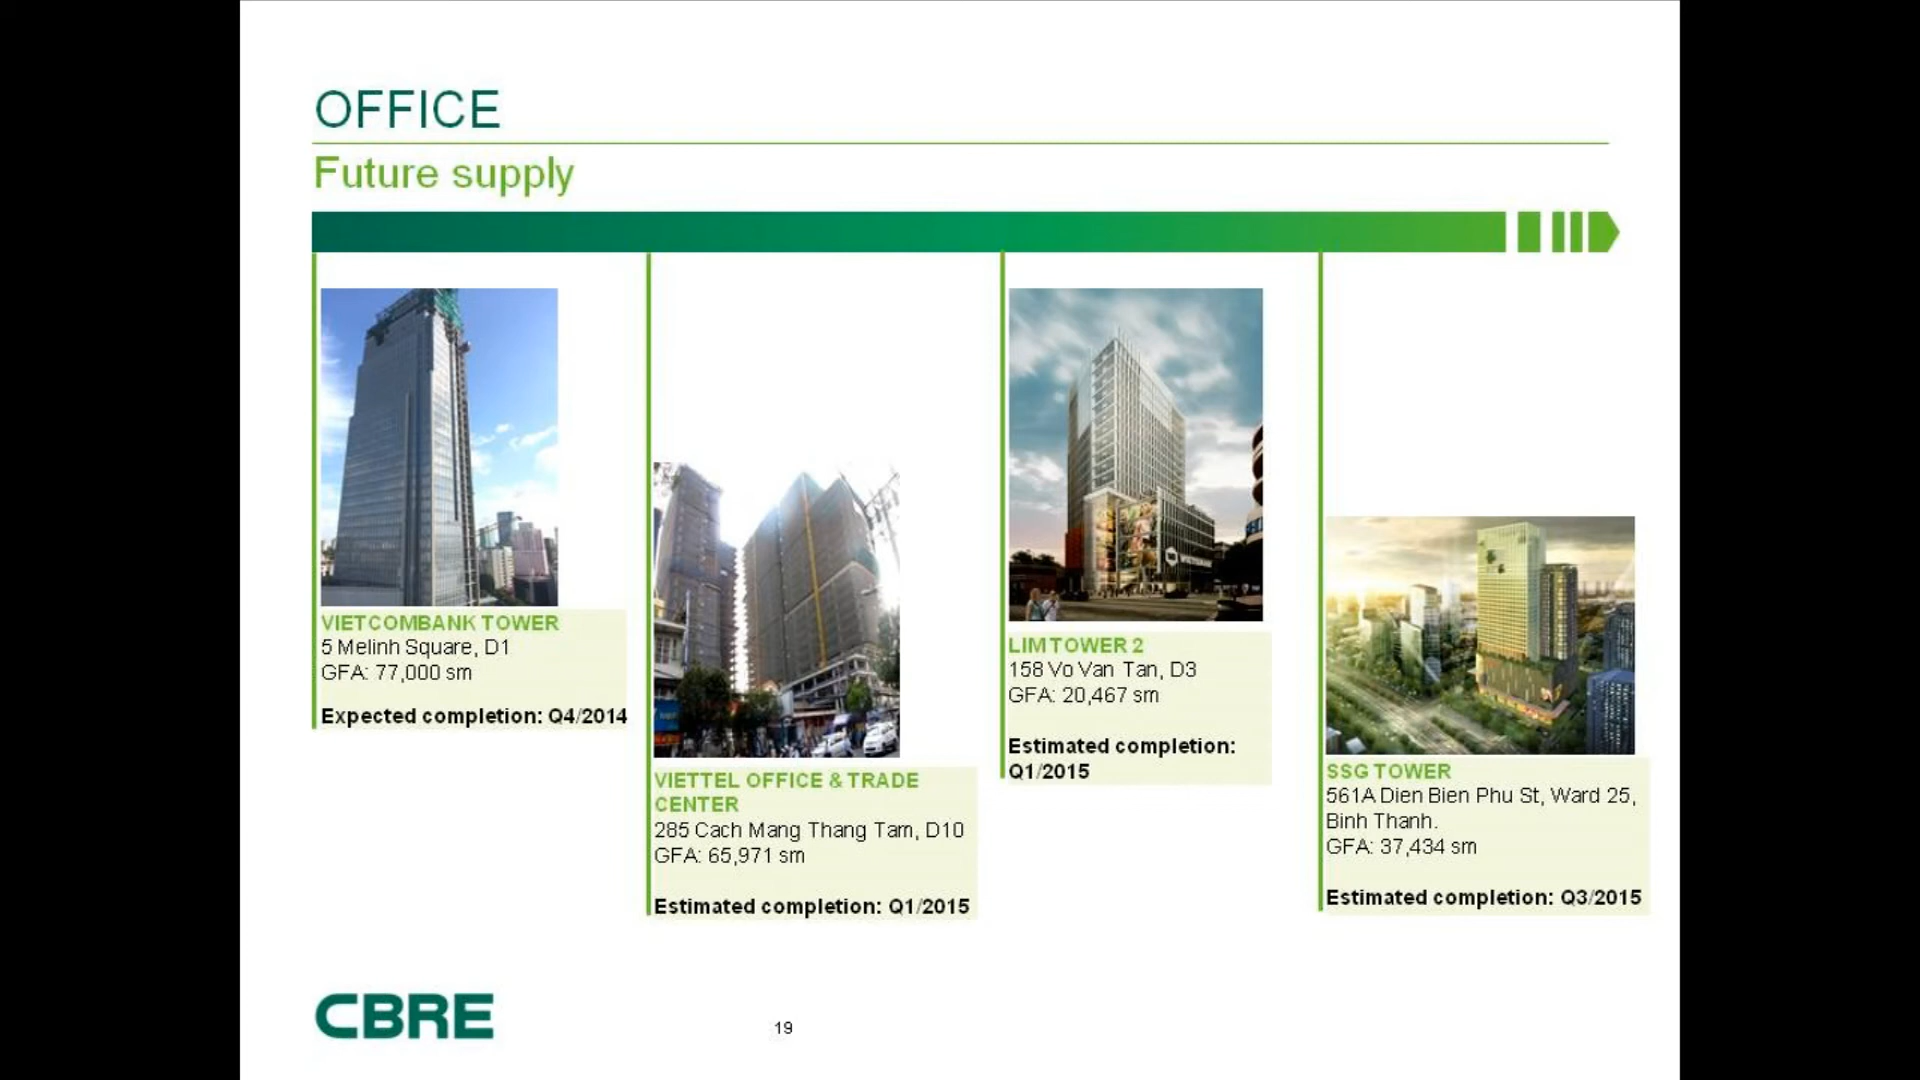 OFFICE
Future supply
VIETCOMBANK TOWER
5 Melinh Square, D1
GFA: 77,000 sm
Expected completion: Q4/2014
VIETTEL OFFICE & TRADE
CENTER
285 Cach Mang Thang Tam, D10
GFA: 65,971 sm
Estimated completion: Q1/2015
LIM TOWER 2
158 Vo Van Tan, D3
GFA: 20,467 sm
Estimated completion:
Q1/2015
SSG TOWER
561A Dien Bien Phu St, Ward 25,
Binh Thanh.
GFA: 37,434 sm
Estimated completion: Q3/2015
CBRE
19